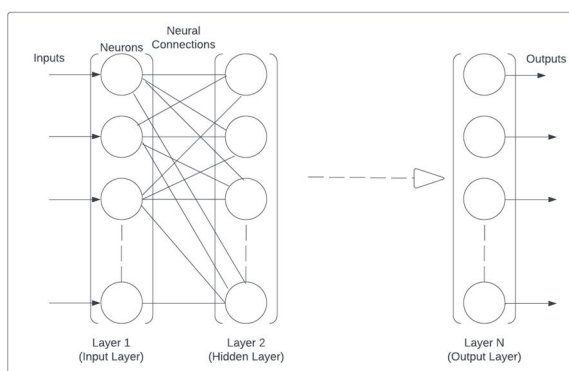 Neural
Connections
Neurons
Inputs
Outputs
Layer 1
(Input Layer)
Layer 2
(Hidden Layer)
Layer N
(Output Layer)